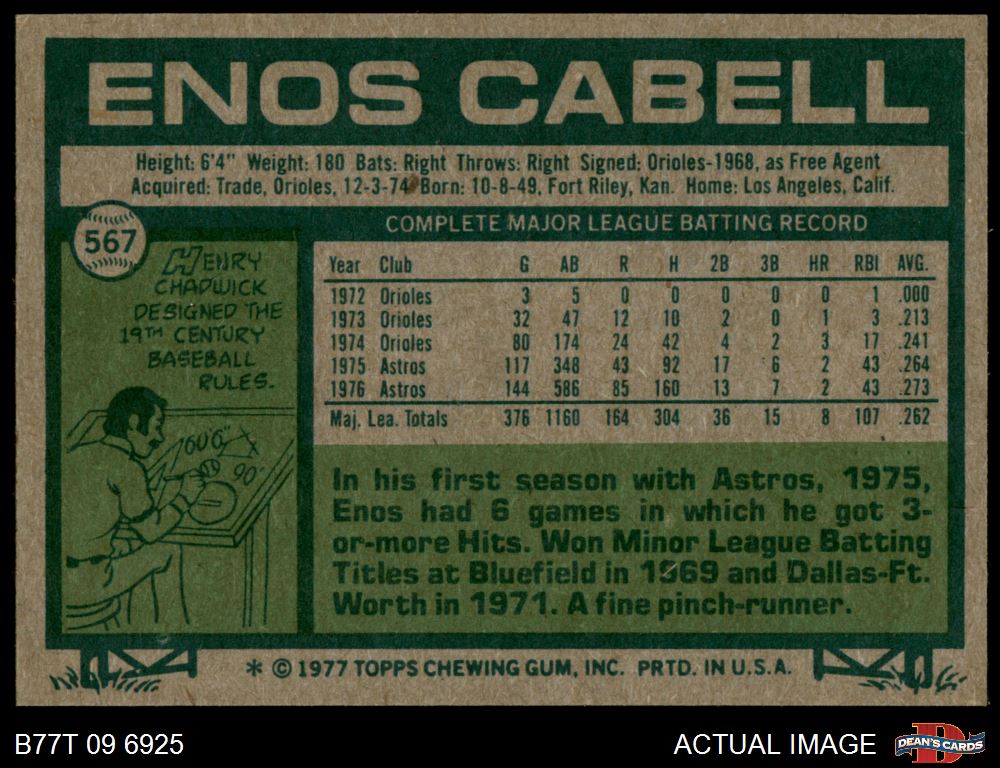 ENOS CABELL
Height: 6'4" Weight: 180 Bats: Right Throws: Right Signed: Orioles-1968, as Free Agent
Acquired: Trade, Orioles, 12-3-74 Born: 10-8-49, Fort Riley, Kan. Home: Los Angeles, Calif.
567
HENRY
CHADWICK
DESIGNED THE
19TH CENTURY
BASEBALL
RULES.
60'6"
90'
COMPLETE MAJOR LEAGUE BATTING RECORD
Year Club G AB R H 2B 3B HR RBI AVG.
1972 Orioles 3 5 0 0 0 0 0 1 .000
1973 Orioles 32 47 12 10 2 0 1 3 .213
1974 Orioles 80 174 24 42 4 2 3 17 .241
1975 Astros 117 348 43 92 17 6 2 43 .264
1976 Astros 144 586 85 160 13 7 2 43 .273
Maj. Lea. Totals 376 1160 164 304 36 15 8 107 .262
In his first season with Astros, 1975,
Enos had 6 games in which he got 3-
or-more Hits. Won Minor League Batting
Titles at Bluefield in 1969 and Dallas-Ft.
Worth in 1971. A fine pinch-runner.
* © 1977 TOPPS CHEWING GUM, INC. PRTD. IN U.S.A.
B77T 09 6925
ACTUAL IMAGE
D
DEAN'S CARDS